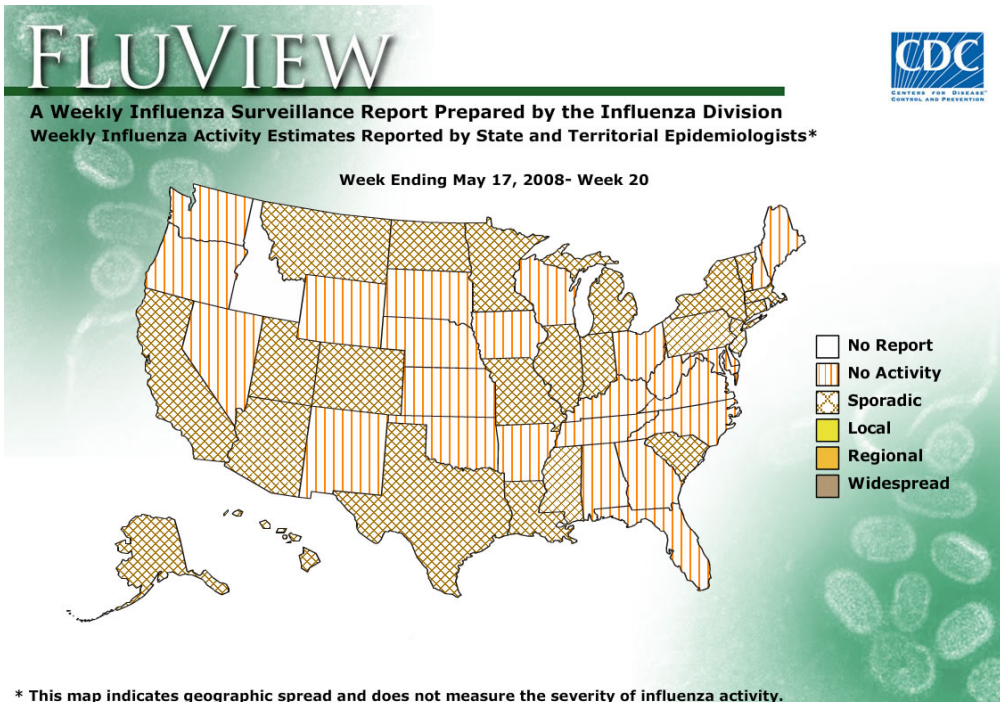 FLUVIEW
CDC
CENTERS FOR DISEASE™
CONTROL AND PREVENTION
A Weekly Influenza Surveillance Report Prepared by the Influenza Division
Weekly Influenza Activity Estimates Reported by State and Territorial Epidemiologists*
Week Ending May 17, 2008- Week 20
No Report
No Activity
Sporadic
Local
Regional
Widespread
* This map indicates geographic spread and does not measure the severity of influenza activity.